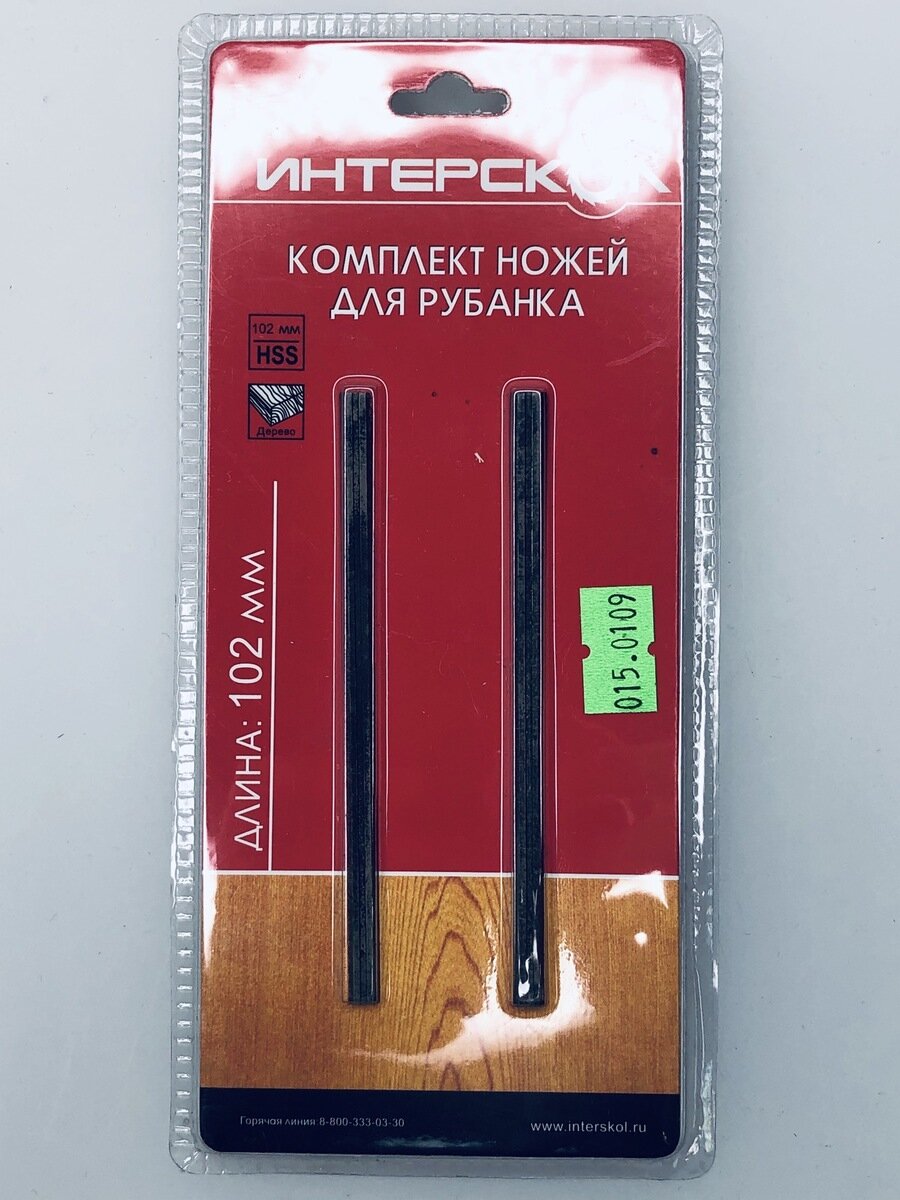 ИНТЕРСКОЛ
КОМПЛЕКТ НОЖЕЙ
ДЛЯ РУБАНКА
102 мм
HSS
Дерево
ДЛИНА: 102 ММ
015.0109
Горячая линия:8-800-333-03-30
www.interskol.ru